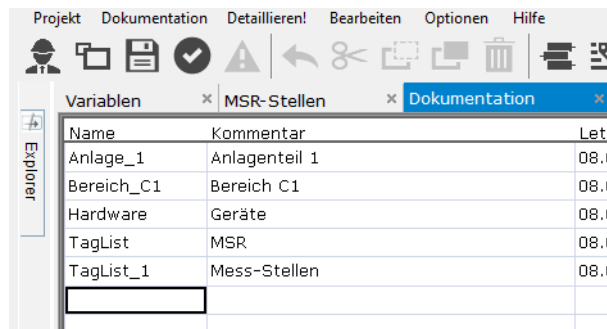 Projekt Dokumentation Detaillieren! Bearbeiten Optionen Hilfe
Variablen × MSR-Stellen × Dokumentation ×
Explorer
Name Kommentar
Anlage_1 Anlagenteil 1 08.
Bereich_C1 Bereich C1 08.
Hardware Geräte 08.
TagList MSR 08.
TagList_1 Mess-Stellen 08.